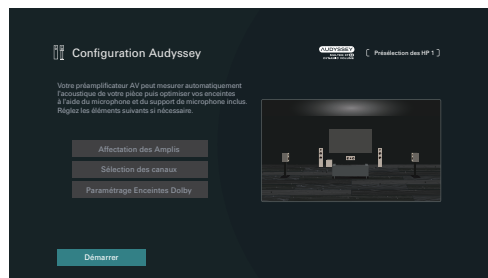 Configuration Audyssey
AUDYSSEY
Présélection des HP 1
Votre préamplificateur AV peut mesurer automatiquement
l'acoustique de votre pièce puis optimiser vos enceintes
à l'aide du microphone et du support de microphone inclus.
Réglez les éléments suivants si nécessaire.
Affectation des Amplis
Sélection des canaux
Paramétrage Enceintes Dolby
Démarrer